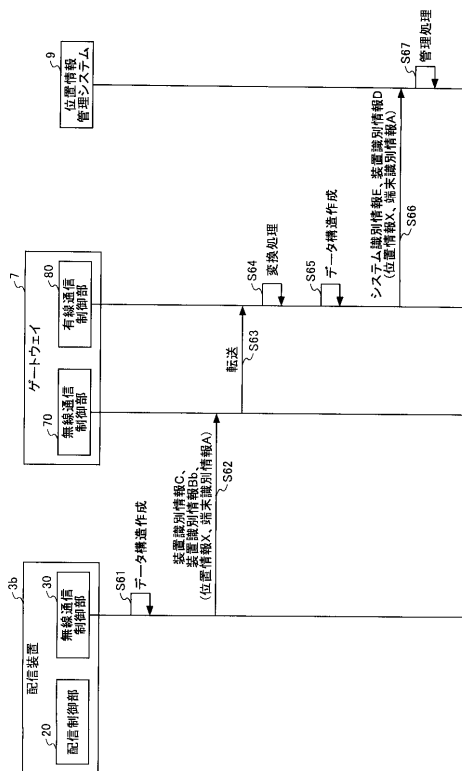 3b
配信装置
20
配信制御部
30
無線通信
制御部
7
ゲートウェイ
70
無線通信
制御部
80
有線通信
制御部
9
位置情報
管理システム
S61
データ構造作成
装置識別情報C、
装置識別情報Bb、
(位置情報X、端末識別情報A)
S62
転送
S63
S64
変換処理
S65
データ構造作成
システム識別情報E、装置識別情報D
(位置情報X、端末識別情報A)
S66
S67
管理処理